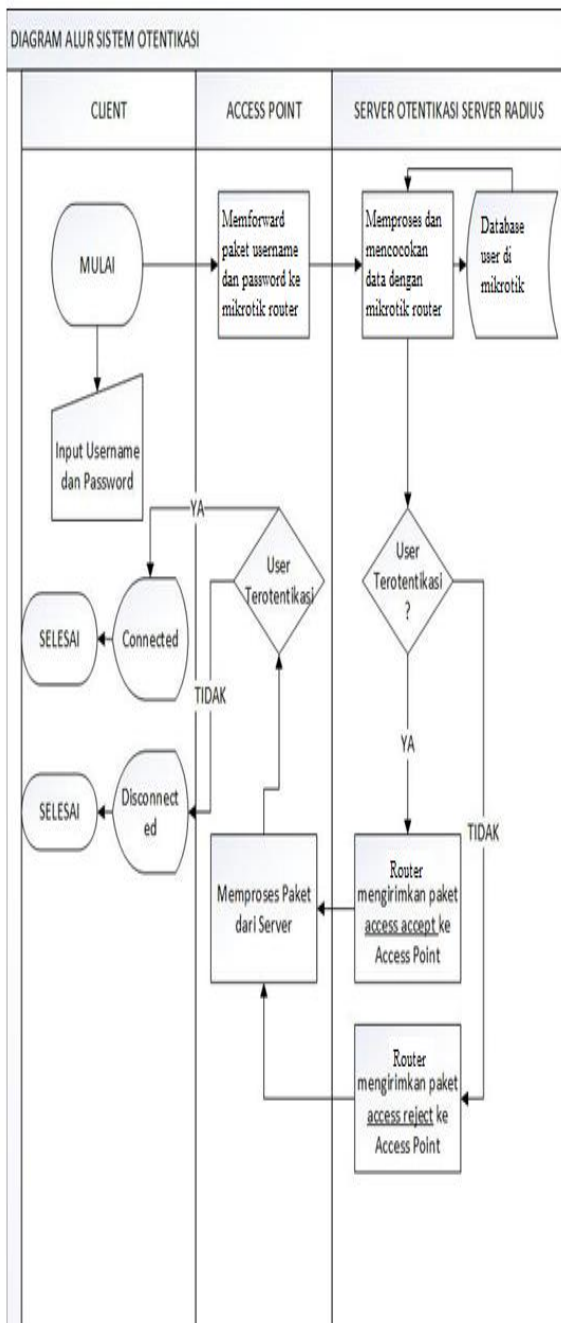 DIAGRAM ALUR SISTEM OTENTIKASI
CLIENT
ACCESS POINT
SERVER OTENTIKASI SERVER RADIUS
MULAI
Memforward
paket username
dan password ke
mikrotik router
Memproses dan
mencocokan
data dengan
mikrotik router
Database
user di
mikrotik
Input Username
dan Password
YA
User
Terotentikasi
User
Terotentikasi
?
SELESAI
Connected
TIDAK
YA
SELESAI
Disconnect
ed
TIDAK
Memproses Paket
dari Server
Router
mengirimkan paket
access accept ke
Access Point
Router
mengirimkan paket
access reject ke
Access Point